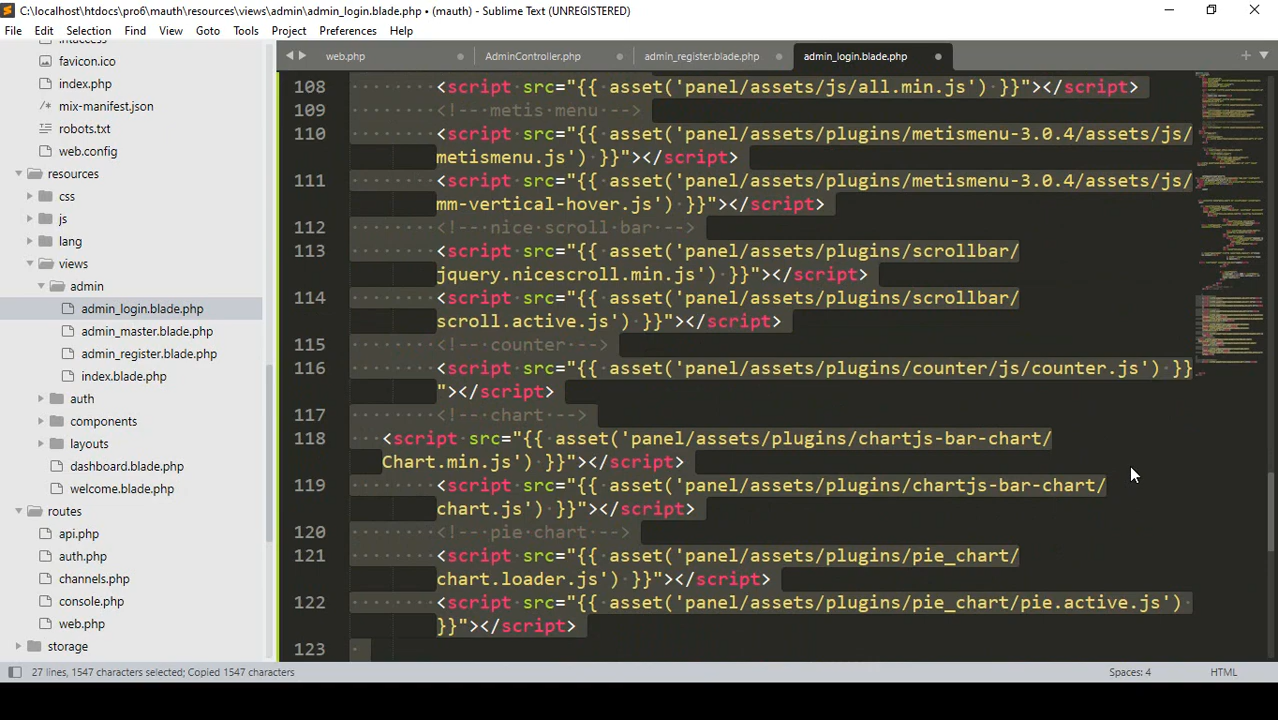 C:\localhost\htdocs\pro6\mauth\resources\views\admin\admin_login.blade.php • (mauth) - Sublime Text (UNREGISTERED)
File Edit Selection Find View Goto Tools Project Preferences Help
web.php AdminController.php admin_register.blade.php admin_login.blade.php
.htaccess
favicon.ico
index.php
mix-manifest.json
robots.txt
web.config
resources
css
js
lang
views
admin
admin_login.blade.php
admin_master.blade.php
admin_register.blade.php
index.blade.php
auth
components
layouts
dashboard.blade.php
welcome.blade.php
routes
api.php
auth.php
channels.php
console.php
web.php
storage
108 <script src="{{ asset('panel/assets/js/all.min.js') }}"></script>
109 <!-- metis menu -->
110 <script src="{{ asset('panel/assets/plugins/metismenu-3.0.4/assets/js/
metismenu.js') }}"></script>
111 <script src="{{ asset('panel/assets/plugins/metismenu-3.0.4/assets/js/
mm-vertical-hover.js') }}"></script>
112 <!-- nice scroll bar -->
113 <script src="{{ asset('panel/assets/plugins/scrollbar/
jquery.nicescroll.min.js') }}"></script>
114 <script src="{{ asset('panel/assets/plugins/scrollbar/
scroll.active.js') }}"></script>
115 <!-- counter -->
116 <script src="{{ asset('panel/assets/plugins/counter/js/counter.js') }}
"></script>
117 <!-- chart -->
118 <script src="{{ asset('panel/assets/plugins/chartjs-bar-chart/
Chart.min.js') }}"></script>
119 <script src="{{ asset('panel/assets/plugins/chartjs-bar-chart/
chart.js') }}"></script>
120 <!-- pie chart -->
121 <script src="{{ asset('panel/assets/plugins/pie_chart/
chart.loader.js') }}"></script>
122 <script src="{{ asset('panel/assets/plugins/pie_chart/pie.active.js')
}}"></script>
123
27 lines, 1547 characters selected; Copied 1547 characters
Spaces: 4
HTML